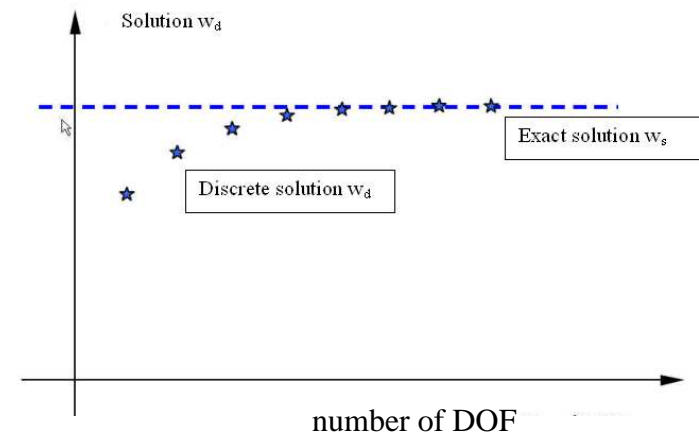 Solution w_d
Exact solution w_s
Discrete solution w_d
number of DOF